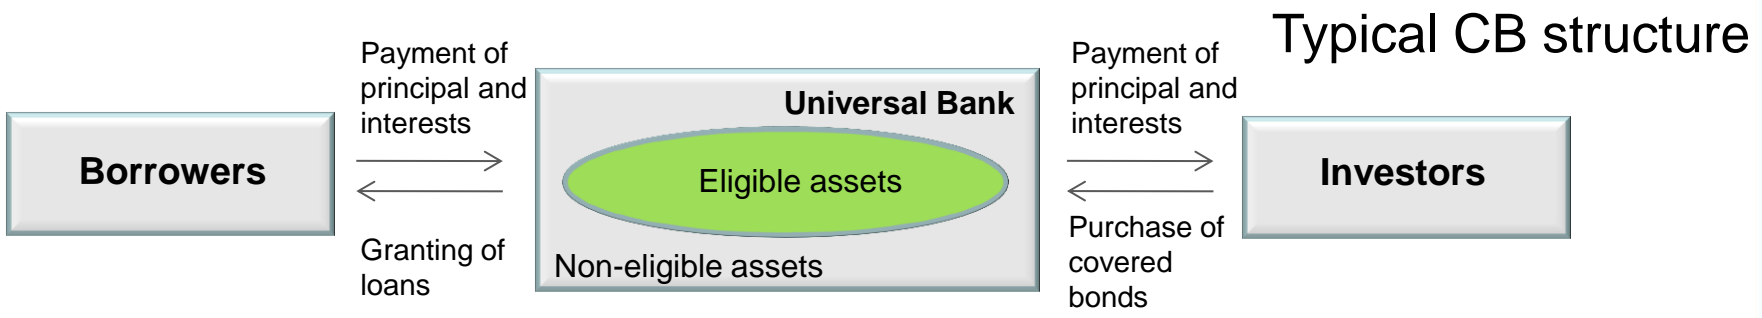 Typical CB structure
Payment of
principal and
interests
Borrowers
Granting of
loans
Universal Bank
Eligible assets
Non-eligible assets
Payment of
principal and
interests
Purchase of
covered
bonds
Investors